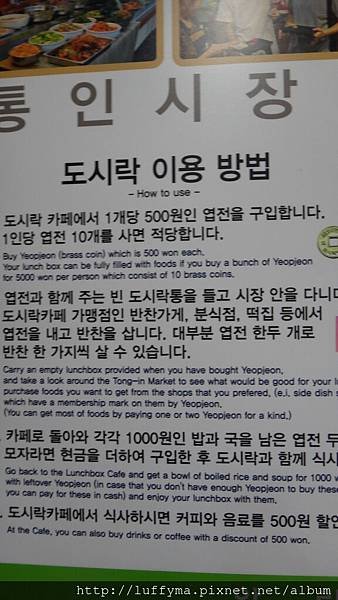 통 인 시 장
도시락 이용 방법
- How to use -
도시락 카페에서 1개당 500원인 엽전을 구입합니다.
1인당 엽전 10개를 사면 적당합니다.
Buy Yeopjeon (brass coin) which is 500 won each.
Your lunch box can be fully filled with foods if you buy a bunch of Yeopjeon
for 5000 won per person which consist of 10 brass coins.
엽전과 함께 주는 빈 도시락통을 들고 시장 안을 다니
도시락카페 가맹점인 반찬가게, 분식점, 떡집 등에서
엽전을 내고 반찬을 삽니다. 대부분 엽전 한두 개로
반찬 한 가지씩 살 수 있습니다.
Carry an empty lunchbox provided when you have bought Yeopjeon,
and take a look around the Tong-in Market to see what would be good for your lu
purchase foods you want to get from the shops that you prefered, (e.i. side dish s
which have a membership mark on them by Yeopjeon.
(You can get most of foods by paying one or two Yeopjeon for a kind.)
. 카페로 돌아와 각각 1000원인 밥과 국을 남은 엽전 두
모자라면 현금을 더하여 구입한 후 도시락과 함께 식사
Go back to the Lunchbox Cafe and get a bowl of boiled rice and soup for 1000 w
with leftover Yeopjeon (in case that you don't have enough Yeopjeon to buy these
you can pay for these in cash) and enjoy your lunchbox with them.
. 도시락카페에서 식사하시면 커피와 음료를 500원 할인
At the Cafe, you can also buy drinks or coffee with a discount of 500 won.
http://luffyma.pixnet.net/album